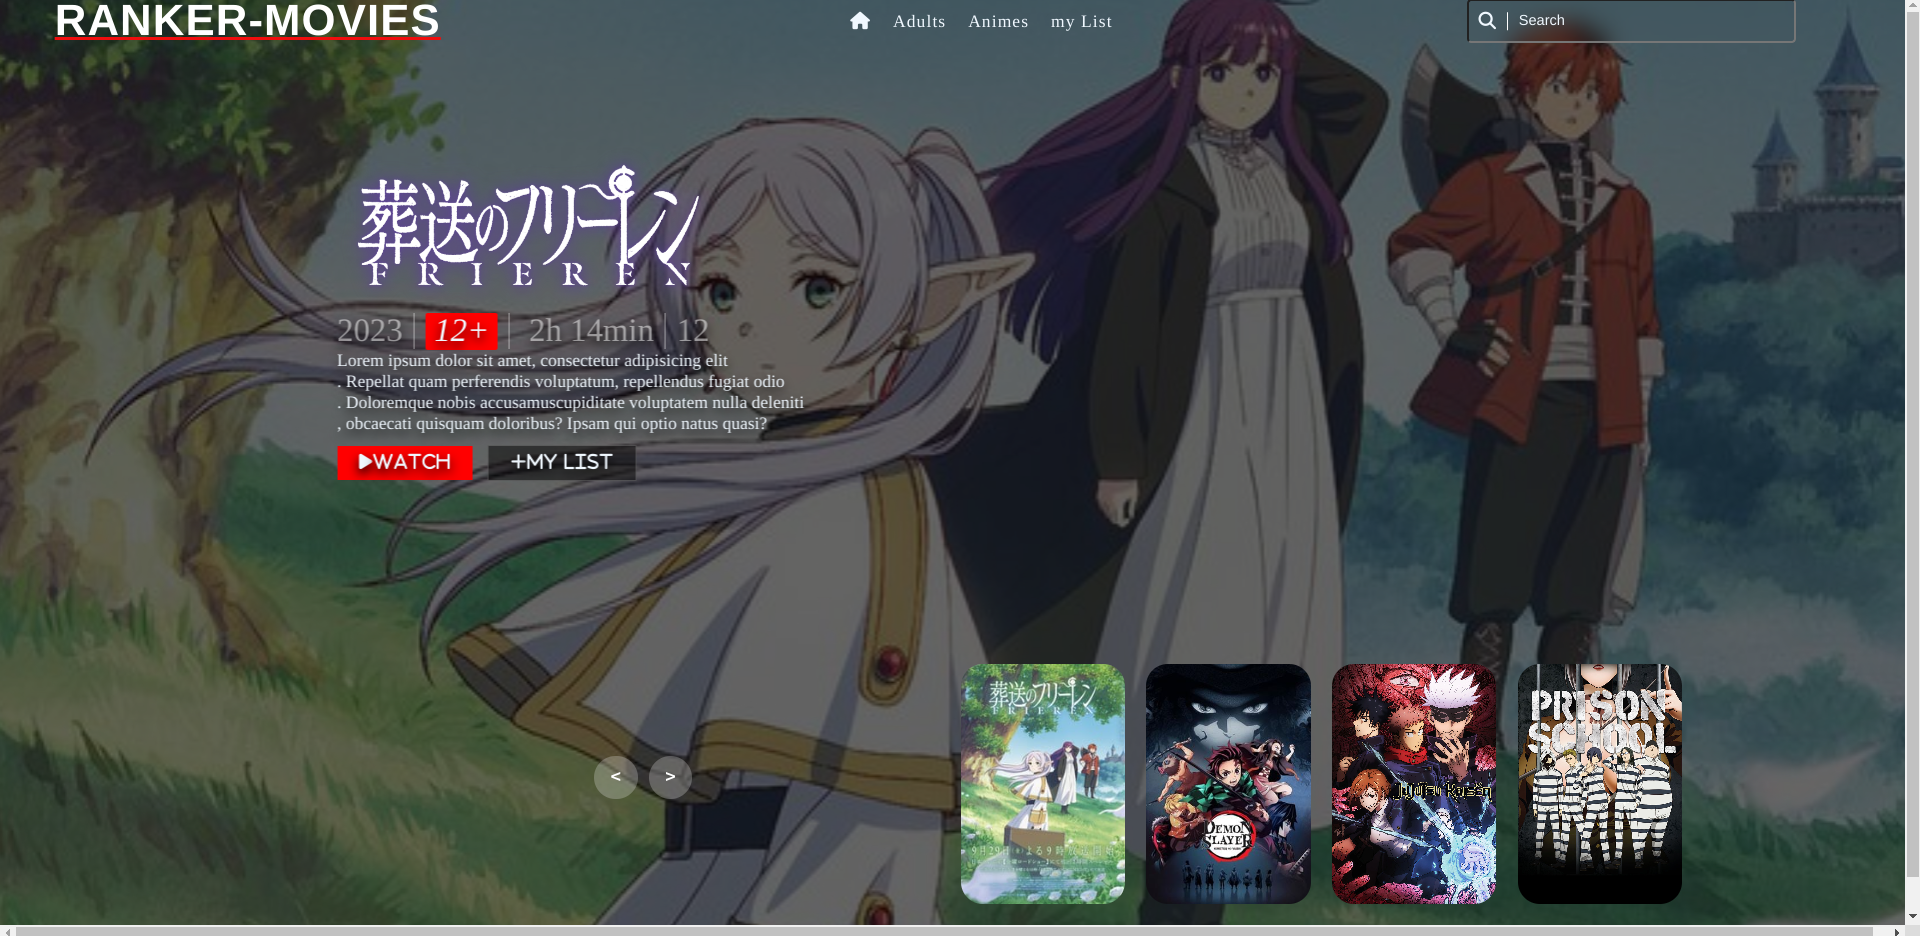 RANKER-MOVIES
Adults Animes my List
Search
葬送のフリーレン
FRIEREN
2023 12+ 2h 14min 12
Lorem ipsum dolor sit amet, consectetur adipisicing elit
. Repellat quam perferendis voluptatum, repellendus fugiat odio
. Doloremque nobis accusamuscupiditate voluptatem nulla deleniti
, obcaecati quisquam doloribus? Ipsam qui optio natus quasi?
WATCH +MY LIST
< >
葬送のフリーレン
FRIEREN
DEMON
SLAYER
Jujutsu Kaisen
PRISON
SCHOOL